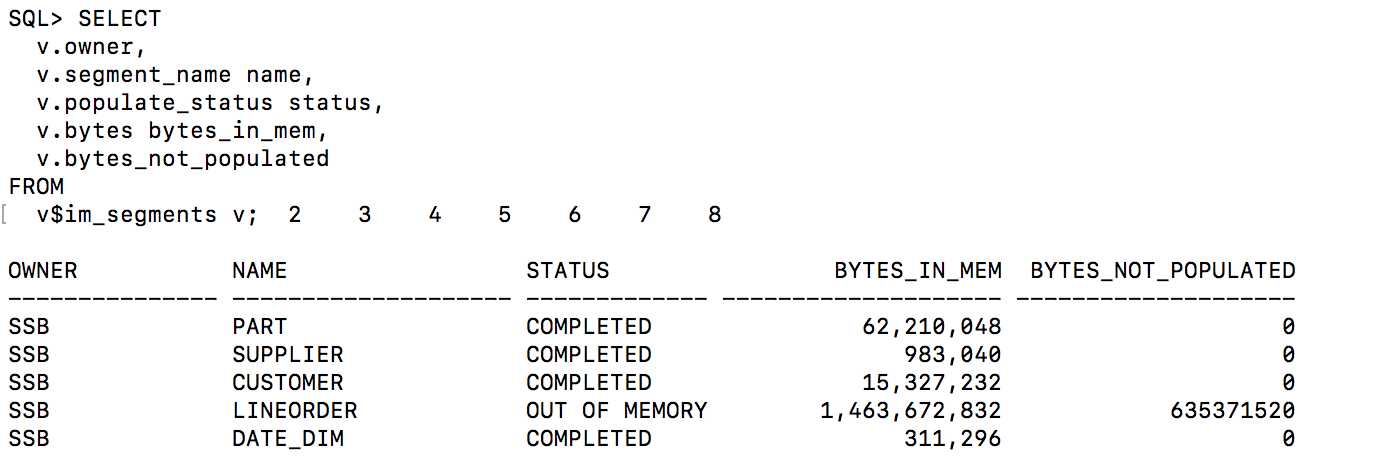 SQL> SELECT
v.owner,
v.segment_name name,
v.populate_status status,
v.bytes bytes_in_mem,
v.bytes_not_populated
FROM
[ v$im_segments v; 2 3 4 5 6 7 8
OWNER NAME STATUS BYTES_IN_MEM BYTES_NOT_POPULATED
--------------- -------------------- ------------- -------------------- --------------------
SSB PART COMPLETED 62,210,048 0
SSB SUPPLIER COMPLETED 983,040 0
SSB CUSTOMER COMPLETED 15,327,232 0
SSB LINEORDER OUT OF MEMORY 1,463,672,832 635371520
SSB DATE_DIM COMPLETED 311,296 0